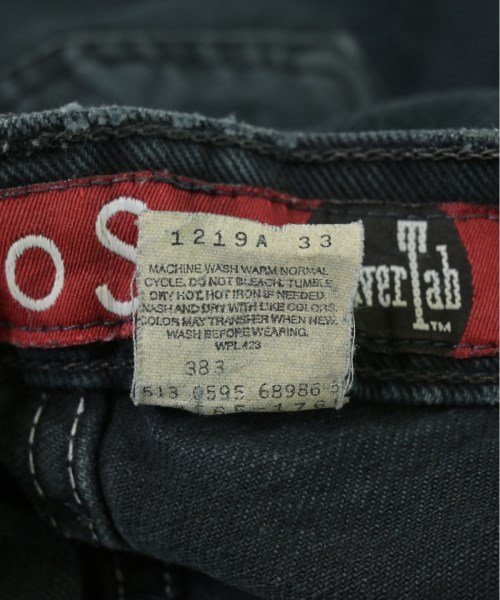 oS
verTab
TM
1219A 33
MACHINE WASH WARM NORMAL
CYCLE. DO NOT BLEACH. TUMBLE
DRY HOT. HOT IRON IF NEEDED.
WASH AND DRY WITH LIKE COLORS.
COLOR MAY TRANSFER WHEN NEW.
WASH BEFORE WEARING.
WPL 423
383
513 0595 68986